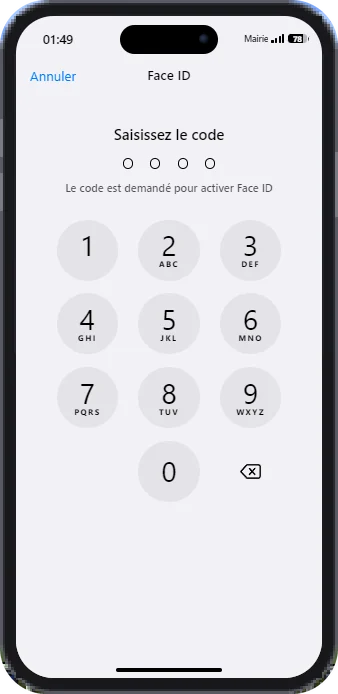 01:49
Mairie
78
Annuler
Face ID
Saisissez le code
Le code est demandé pour activer Face ID
1
2
ABC
3
DEF
4
GHI
5
JKL
6
MNO
7
PQRS
8
TUV
9
WXYZ
0